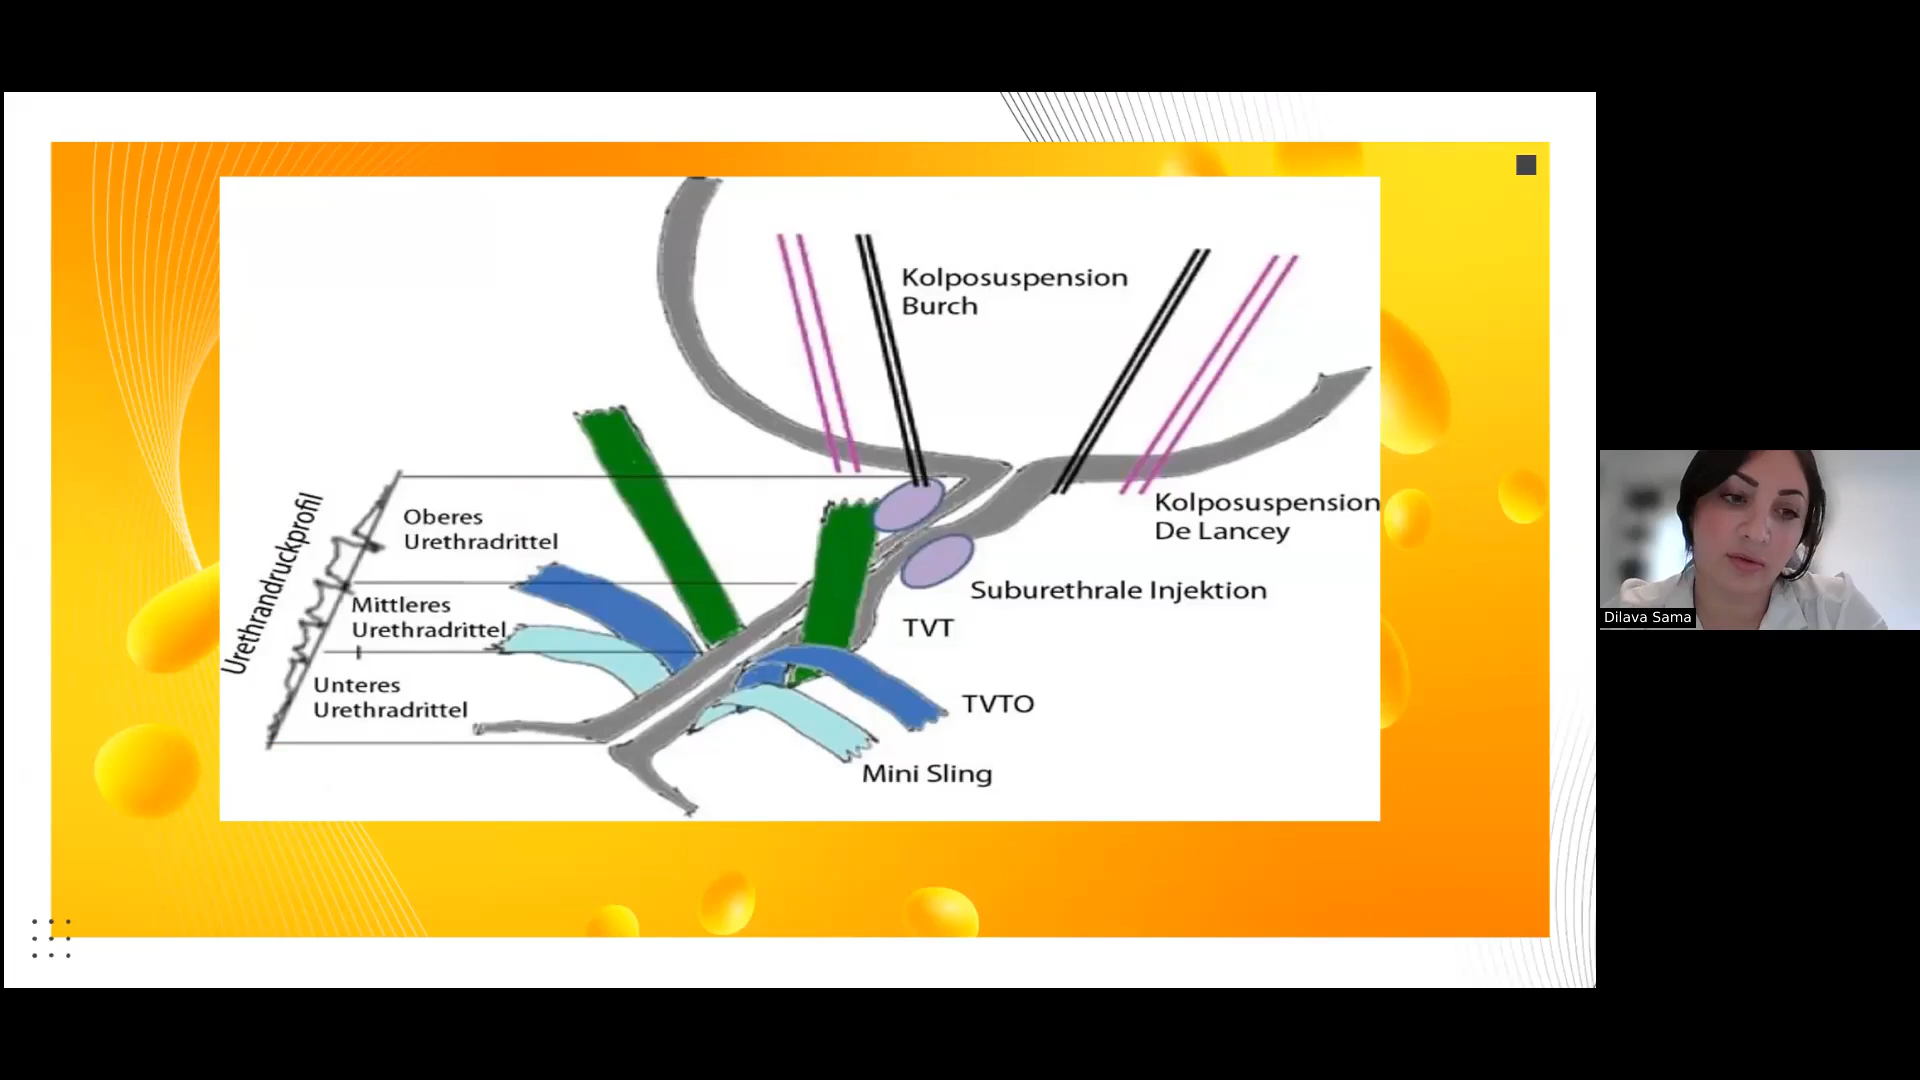 Kolposuspension
Burch
Urethrandruckprofil
Oberes
Urethradrittel
Mittleres
Urethradrittel
Unteres
Urethradrittel
Kolposuspension
De Lancey
Suburethrale Injektion
TVT
TVTO
Mini Sling
Dilava Sama